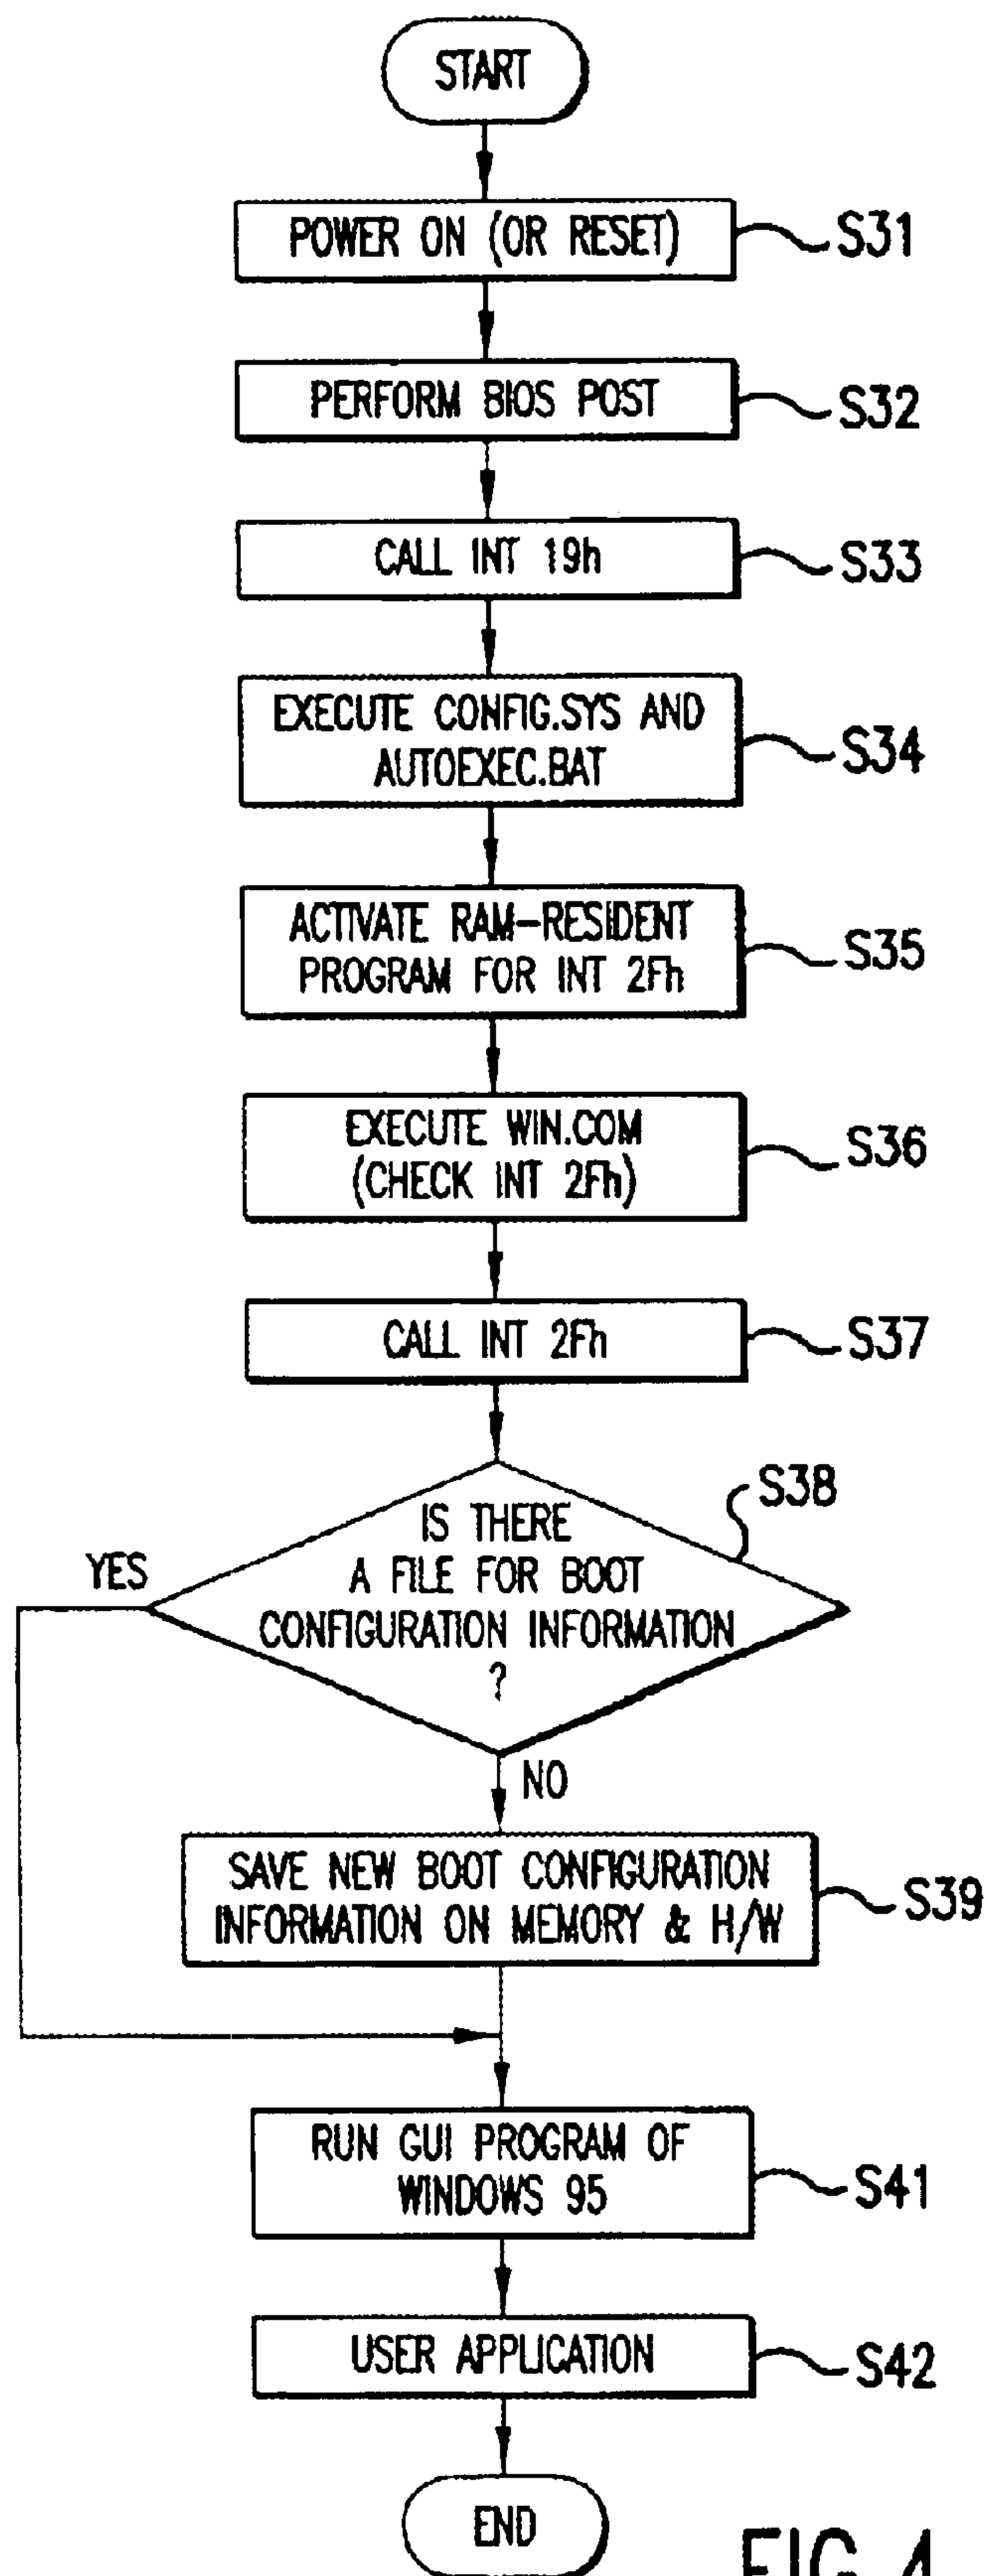 START
POWER ON (OR RESET)
S31
PERFORM BIOS POST
S32
CALL INT 19h
S33
EXECUTE CONFIG.SYS AND
AUTOEXEC.BAT
S34
ACTIVATE RAM-RESIDENT
PROGRAM FOR INT 2Fh
S35
EXECUTE WIN.COM
(CHECK INT 2Fh)
S36
CALL INT 2Fh
S37
IS THERE
A FILE FOR BOOT
CONFIGURATION INFORMATION
?
S38
YES
NO
SAVE NEW BOOT CONFIGURATION
INFORMATION ON MEMORY & H/W
S39
RUN GUI PROGRAM OF
WINDOWS 95
S41
USER APPLICATION
S42
END
FIG. 4